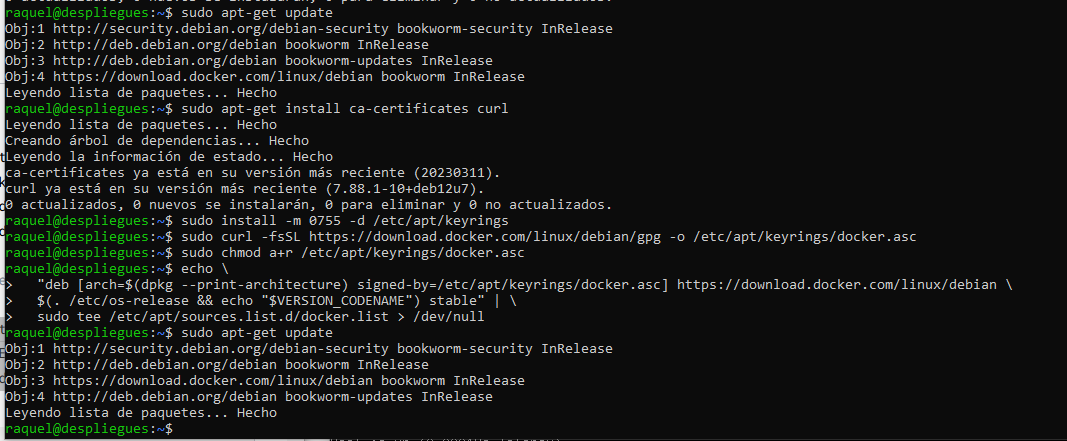 raquel@despliegues:~$ sudo apt-get update
Obj:1 http://security.debian.org/debian-security bookworm-security InRelease
Obj:2 http://deb.debian.org/debian bookworm InRelease
Obj:3 http://deb.debian.org/debian bookworm-updates InRelease
Obj:4 https://download.docker.com/linux/debian bookworm InRelease
Leyendo lista de paquetes... Hecho
raquel@despliegues:~$ sudo apt-get install ca-certificates curl
Leyendo lista de paquetes... Hecho
Creando árbol de dependencias... Hecho
Leyendo la información de estado... Hecho
ca-certificates ya está en su versión más reciente (20230311).
curl ya está en su versión más reciente (7.88.1-10+deb12u7).
0 actualizados, 0 nuevos se instalarán, 0 para eliminar y 0 no actualizados.
raquel@despliegues:~$ sudo install -m 0755 -d /etc/apt/keyrings
raquel@despliegues:~$ sudo curl -fsSL https://download.docker.com/linux/debian/gpg -o /etc/apt/keyrings/docker.asc
raquel@despliegues:~$ sudo chmod a+r /etc/apt/keyrings/docker.asc
raquel@despliegues:~$ echo \
>   "deb [arch=$(dpkg --print-architecture) signed-by=/etc/apt/keyrings/docker.asc] https://download.docker.com/linux/debian \
>   $(. /etc/os-release && echo "$VERSION_CODENAME") stable" | \
>   sudo tee /etc/apt/sources.list.d/docker.list > /dev/null
raquel@despliegues:~$ sudo apt-get update
Obj:1 http://security.debian.org/debian-security bookworm-security InRelease
Obj:2 http://deb.debian.org/debian bookworm InRelease
Obj:3 https://download.docker.com/linux/debian bookworm InRelease
Obj:4 http://deb.debian.org/debian bookworm-updates InRelease
Leyendo lista de paquetes... Hecho
raquel@despliegues:~$